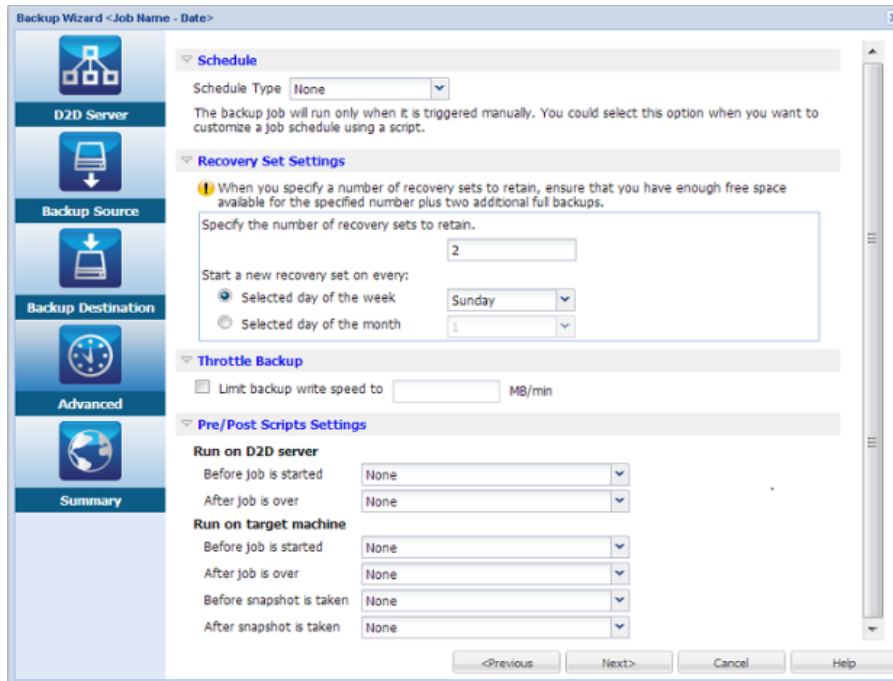 Backup Wizard <Job Name - Date>
D2D Server
Backup Source
Backup Destination
Advanced
Summary
Schedule
Schedule Type None
The backup job will run only when it is triggered manually. You could select this option when you want to
customize a job schedule using a script.
Recovery Set Settings
When you specify a number of recovery sets to retain, ensure that you have enough free space
available for the specified number plus two additional full backups.
Specify the number of recovery sets to retain.
2
Start a new recovery set on every:
Selected day of the week Sunday
Selected day of the month 1
Throttle Backup
Limit backup write speed to MB/min
Pre/Post Scripts Settings
Run on D2D server
Before job is started None
After job is over None
Run on target machine
Before job is started None
After job is over None
Before snapshot is taken None
After snapshot is taken None
<Previous Next> Cancel Help